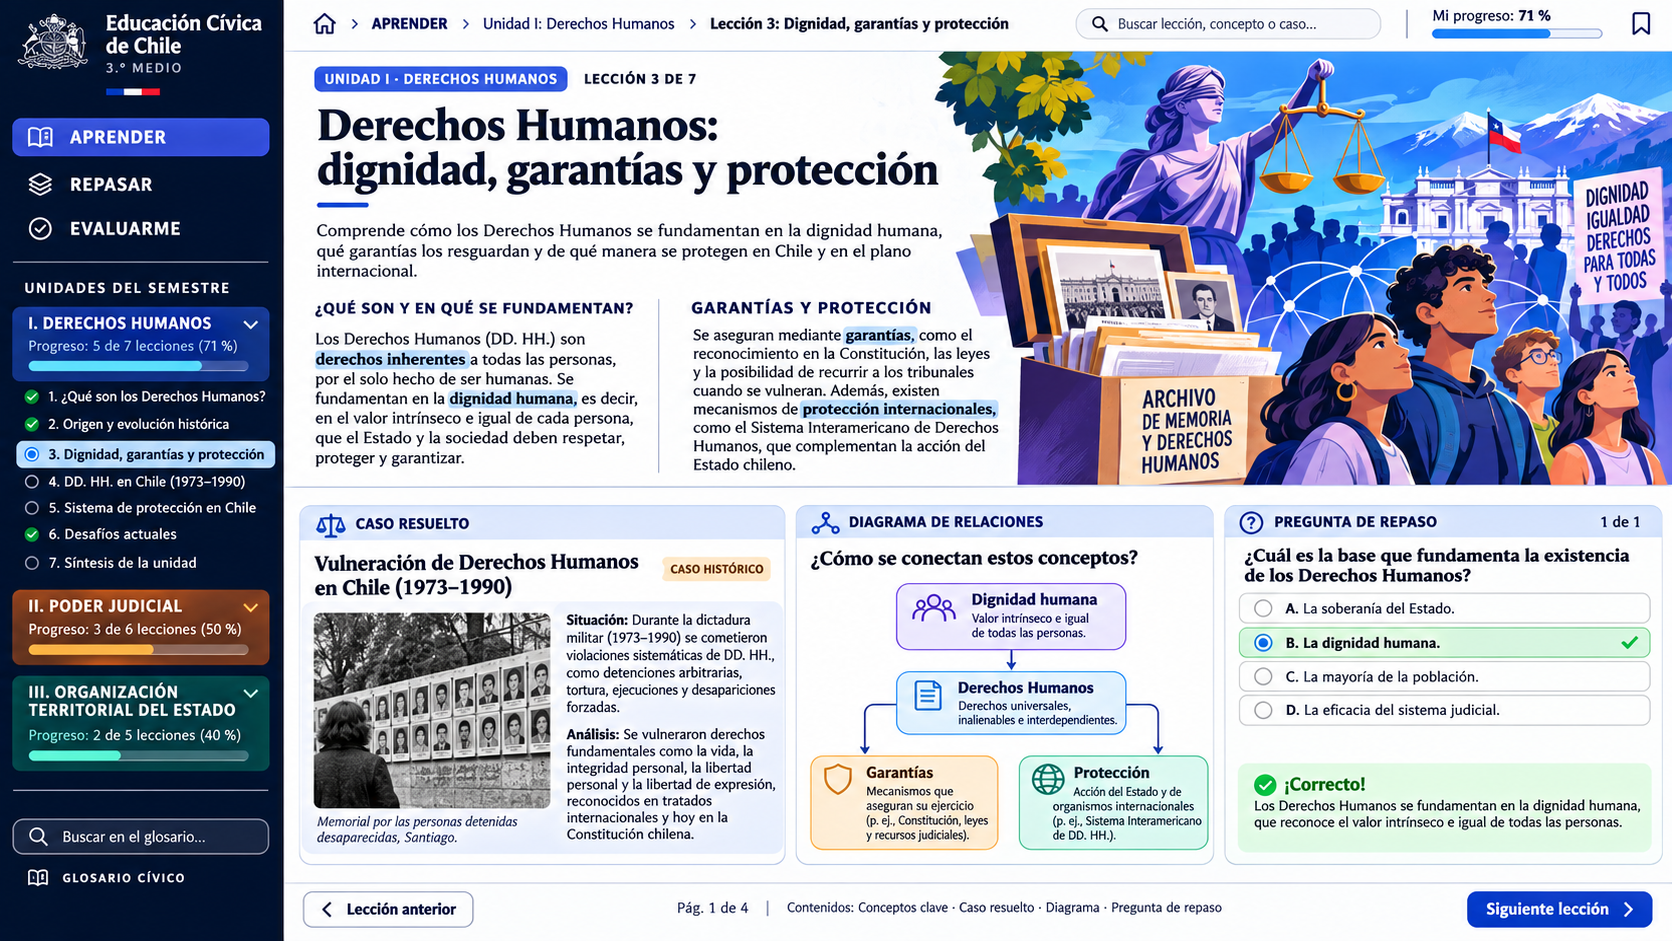 Educación Cívica
de Chile
3.º MEDIO
APRENDER
REPASAR
EVALUARME
UNIDADES DEL SEMESTRE
I. DERECHOS HUMANOS
Progreso: 5 de 7 lecciones (71 %)
1. ¿Qué son los Derechos Humanos?
2. Origen y evolución histórica
3. Dignidad, garantías y protección
4. DD. HH. en Chile (1973–1990)
5. Sistema de protección en Chile
6. Desafíos actuales
7. Síntesis de la unidad
II. PODER JUDICIAL
Progreso: 3 de 6 lecciones (50 %)
III. ORGANIZACIÓN
TERRITORIAL DEL ESTADO
Progreso: 2 de 5 lecciones (40 %)
Buscar en el glosario...
GLOSARIO CÍVICO
APRENDER
Unidad I: Derechos Humanos
Lección 3: Dignidad, garantías y protección
Buscar lección, concepto o caso...
Mi progreso: 71 %
UNIDAD I · DERECHOS HUMANOS
LECCIÓN 3 DE 7
Derechos Humanos:
dignidad, garantías y protección
Comprende cómo los Derechos Humanos se fundamentan en la dignidad humana,
qué garantías los resguardan y de qué manera se protegen en Chile y en el plano
internacional.
¿QUÉ SON Y EN QUÉ SE FUNDAMENTAN?
Los Derechos Humanos (DD. HH.) son
derechos inherentes a todas las personas,
por el solo hecho de ser humanas. Se
fundamentan en la dignidad humana, es decir,
en el valor intrínseco e igual de cada persona,
que el Estado y la sociedad deben respetar,
proteger y garantizar.
GARANTÍAS Y PROTECCIÓN
Se aseguran mediante garantías, como el
reconocimiento en la Constitución, las leyes
y la posibilidad de recurrir a los tribunales
cuando se vulneran. Además, existen
mecanismos de protección internacionales,
como el Sistema Interamericano de Derechos
Humanos, que complementan la acción del
Estado chileno.
ARCHIVO
DE MEMORIA
Y DERECHOS
HUMANOS
DIGNIDAD
IGUALDAD
DERECHOS
PARA TODAS
Y TODOS
CASO RESUELTO
Vulneración de Derechos Humanos
en Chile (1973–1990)
CASO HISTÓRICO
Memorial por las personas detenidas
desaparecidas, Santiago.
Situación: Durante la dictadura
militar (1973–1990) se cometieron
violaciones sistemáticas de DD. HH.,
como detenciones arbitrarias,
tortura, ejecuciones y desapariciones
forzadas.
Análisis: Se vulneraron derechos
fundamentales como la vida, la
integridad personal, la libertad
personal y la libertad de expresión,
reconocidos en tratados
internacionales y hoy en la
Constitución chilena.
DIAGRAMA DE RELACIONES
¿Cómo se conectan estos conceptos?
Dignidad humana
Valor intrínseco e igual
de todas las personas.
Derechos Humanos
Derechos universales,
inalienables e interdependientes.
Garantías
Mecanismos que
aseguran su ejercicio
(p. ej., Constitución, leyes
y recursos judiciales).
Protección
Acción del Estado y de
organismos internacionales
(p. ej., Sistema Interamericano
de DD. HH.).
PREGUNTA DE REPASO
1 de 1
¿Cuál es la base que fundamenta la existencia
de los Derechos Humanos?
A. La soberanía del Estado.
B. La dignidad humana.
C. La mayoría de la población.
D. La eficacia del sistema judicial.
¡Correcto!
Los Derechos Humanos se fundamentan en la dignidad humana,
que reconoce el valor intrínseco e igual de todas las personas.
Lección anterior
Pág. 1 de 4
Contenidos: Conceptos clave · Caso resuelto · Diagrama · Pregunta de repaso
Siguiente lección